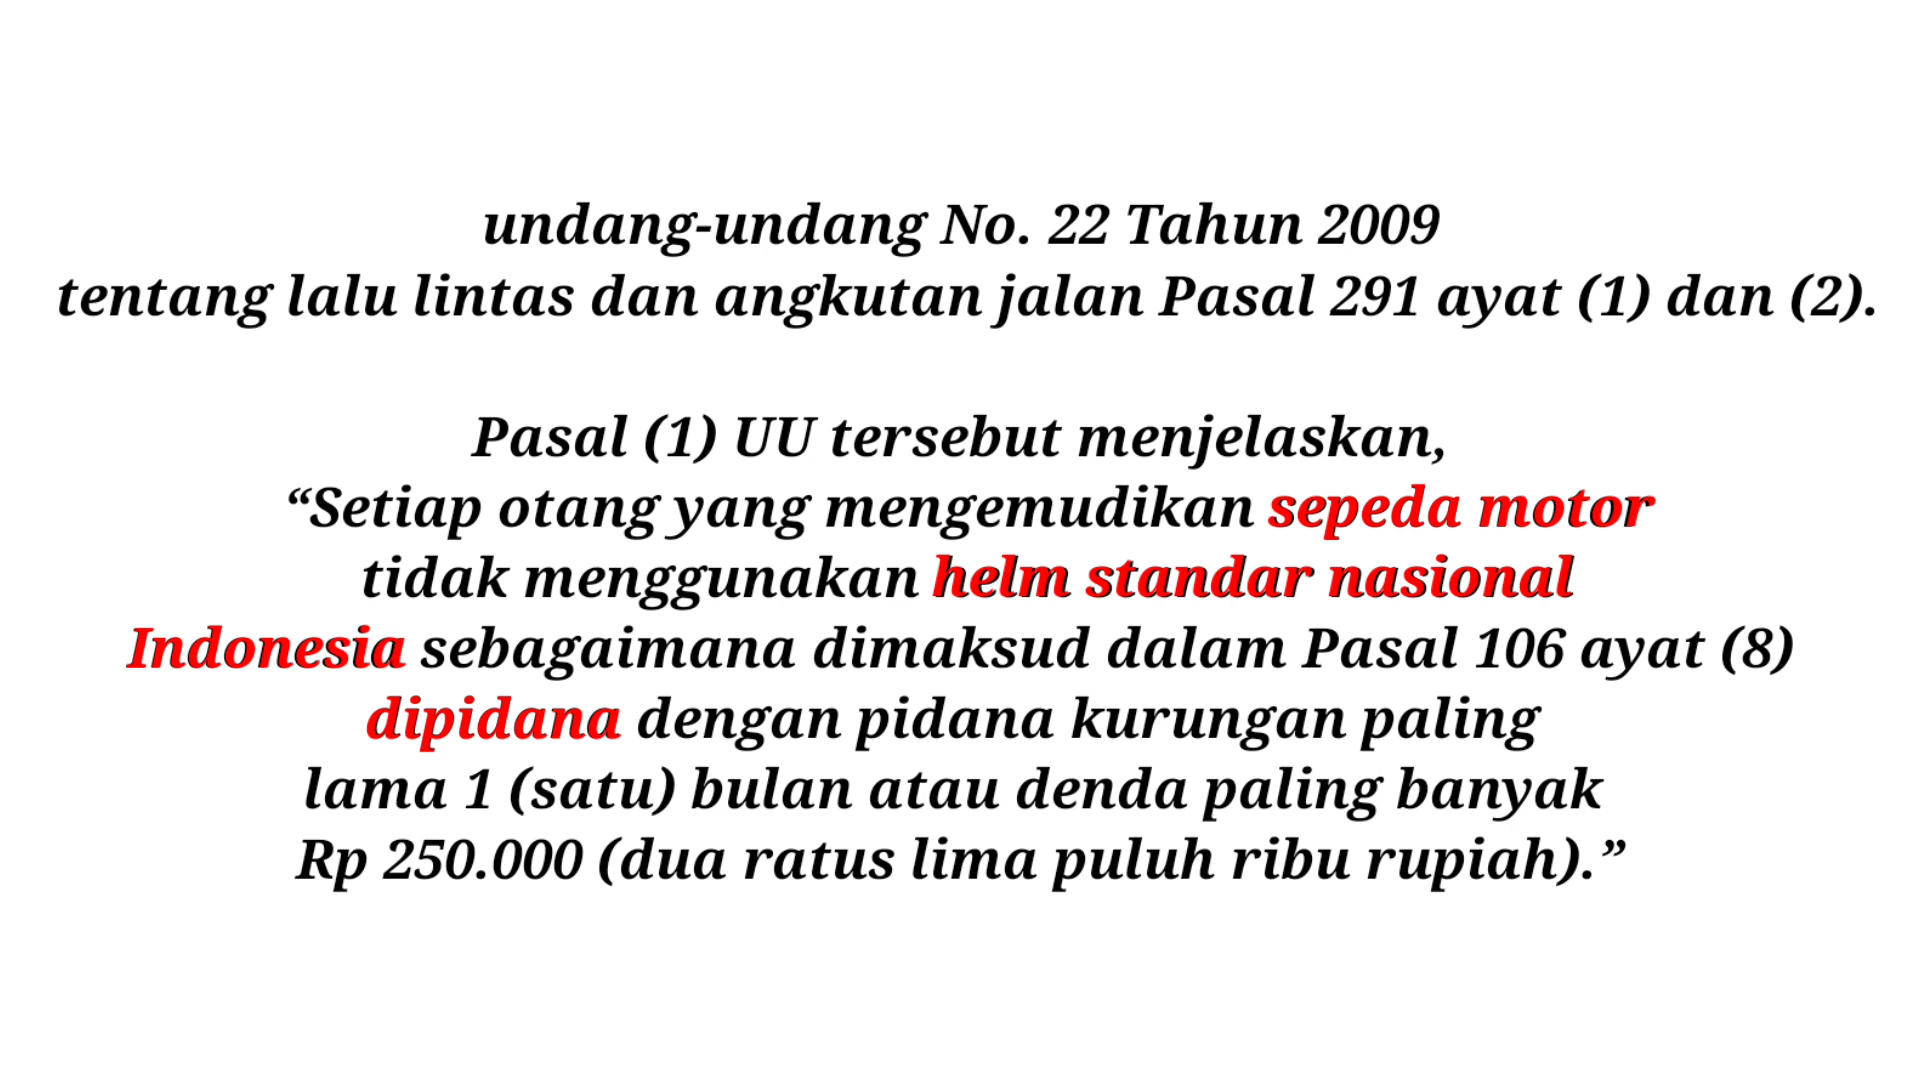 undang-undang No. 22 Tahun 2009
tentang lalu lintas dan angkutan jalan Pasal 291 ayat (1) dan (2).
Pasal (1) UU tersebut menjelaskan,
“Setiap otang yang mengemudikan sepeda motor
tidak menggunakan helm standar nasional
Indonesia sebagaimana dimaksud dalam Pasal 106 ayat (8)
dipidana dengan pidana kurungan paling
lama 1 (satu) bulan atau denda paling banyak
Rp 250.000 (dua ratus lima puluh ribu rupiah).”